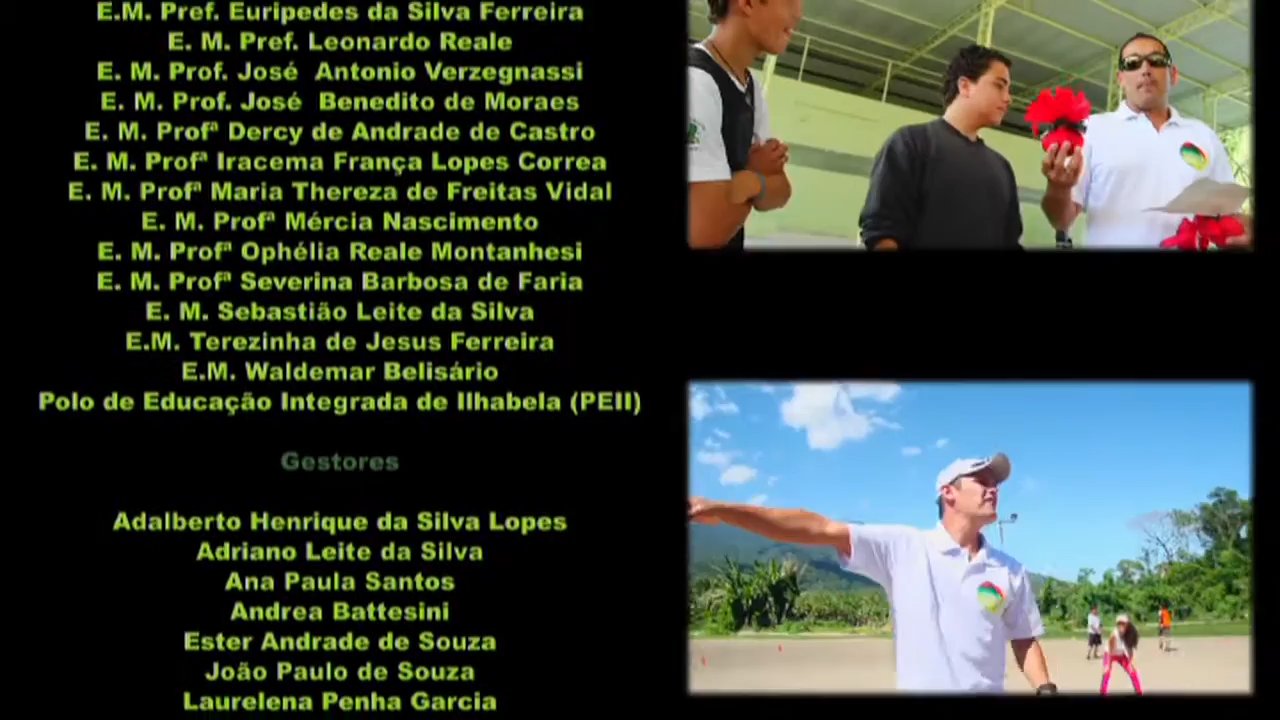 E.M. Pref. Euripedes da Silva Ferreira
E. M. Pref. Leonardo Reale
E. M. Prof. José Antonio Verzegnassi
E. M. Prof. José Benedito de Moraes
E. M. Profª Dercy de Andrade de Castro
E. M. Profª Iracema França Lopes Correa
E. M. Profª Maria Thereza de Freitas Vidal
E. M. Profª Mércia Nascimento
E. M. Profª Ophélia Reale Montanhesi
E. M. Profª Severina Barbosa de Faria
E. M. Sebastião Leite da Silva
E.M. Terezinha de Jesus Ferreira
E.M. Waldemar Belisário
Polo de Educação Integrada de Ilhabela (PEII)
Gestores
Adalberto Henrique da Silva Lopes
Adriano Leite da Silva
Ana Paula Santos
Andrea Battesini
Ester Andrade de Souza
João Paulo de Souza
Laurelena Penha Garcia